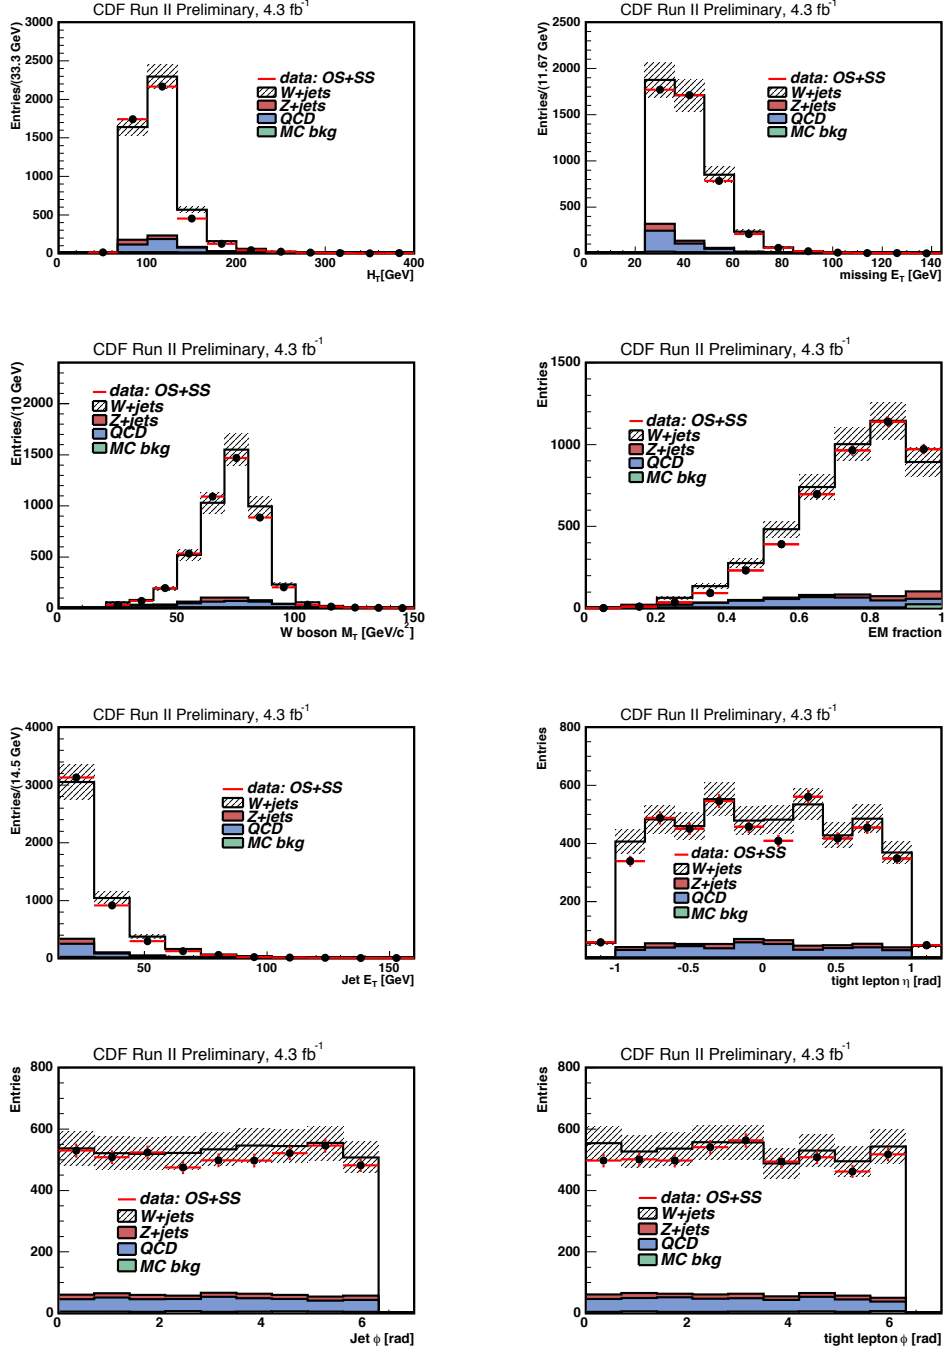 CDF Run II Preliminary, 4.3 fb-1
Entries/(33.3 GeV)
3000
2500
2000
1500
1000
500
0
data: OS+SS
W+jets
Z+jets
QCD
MC bkg
0 100 200 300 400
HT[GeV]
CDF Run II Preliminary, 4.3 fb-1
Entries/(11.67 GeV)
2500
2000
1500
1000
500
0
data: OS+SS
W+jets
Z+jets
QCD
MC bkg
0 20 40 60 80 100 120 140
missing ET [GeV]
CDF Run II Preliminary, 4.3 fb-1
Entries/(10 GeV)
2000
1500
1000
500
0
data: OS+SS
W+jets
Z+jets
QCD
MC bkg
0 50 100 150
W boson MT [GeV/c2]
CDF Run II Preliminary, 4.3 fb-1
Entries
1500
1000
500
0
data: OS+SS
W+jets
Z+jets
QCD
MC bkg
0 0.2 0.4 0.6 0.8 1
EM fraction
CDF Run II Preliminary, 4.3 fb-1
Entries/(14.5 GeV)
4000
3000
2000
1000
0
data: OS+SS
W+jets
Z+jets
QCD
MC bkg
50 100 150
Jet ET [GeV]
CDF Run II Preliminary, 4.3 fb-1
Entries
800
600
400
200
data: OS+SS
W+jets
Z+jets
QCD
MC bkg
-1 -0.5 0 0.5 1
tight lepton η [rad]
CDF Run II Preliminary, 4.3 fb-1
Entries
800
600
400
200
0
data: OS+SS
W+jets
Z+jets
QCD
MC bkg
0 2 4 6
Jet ϕ [rad]
CDF Run II Preliminary, 4.3 fb-1
Entries
800
600
400
200
0
data: OS+SS
W+jets
Z+jets
QCD
MC bkg
0 2 4 6
tight lepton ϕ [rad]